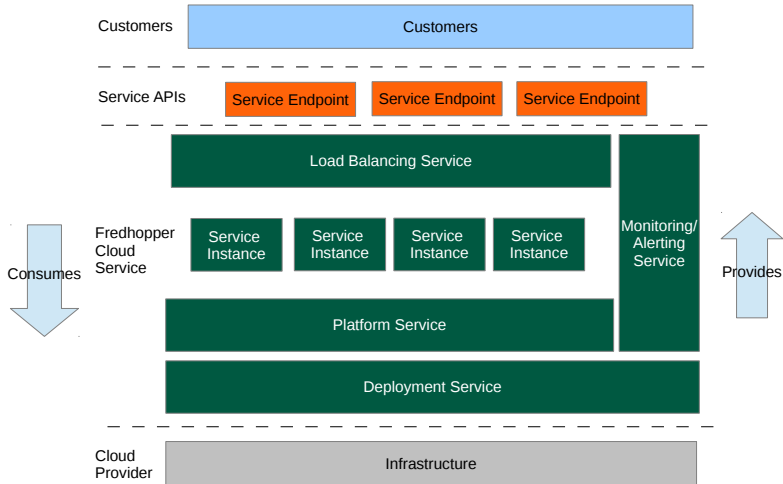 Customers
Customers
Service APIs
Service Endpoint
Service Endpoint
Service Endpoint
Load Balancing Service
Fredhopper
Cloud
Service
Service
Instance
Service
Instance
Service
Instance
Service
Instance
Monitoring/
Alerting
Service
Consumes
Provides
Platform Service
Deployment Service
Cloud
Provider
Infrastructure